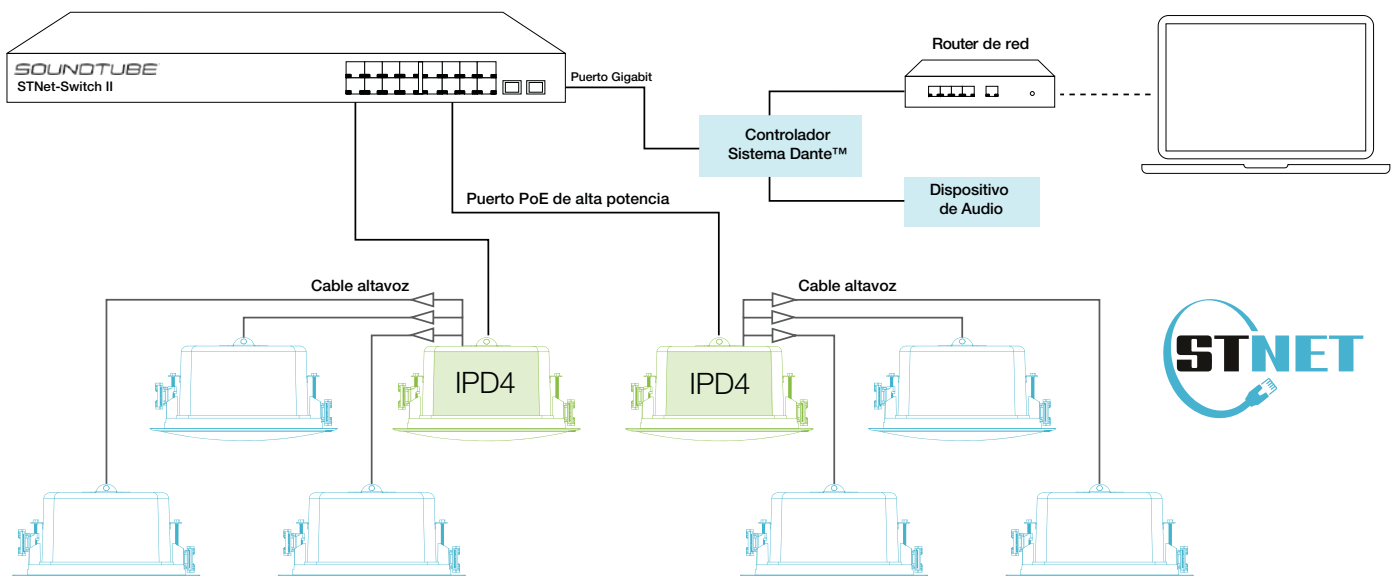 SOUNDTUBE
STNet-Switch II
Puerto Gigabit
Router de red
Controlador
Sistema Dante™
Dispositivo
de Audio
Puerto PoE de alta potencia
Cable altavoz
Cable altavoz
IPD4
IPD4
STNET